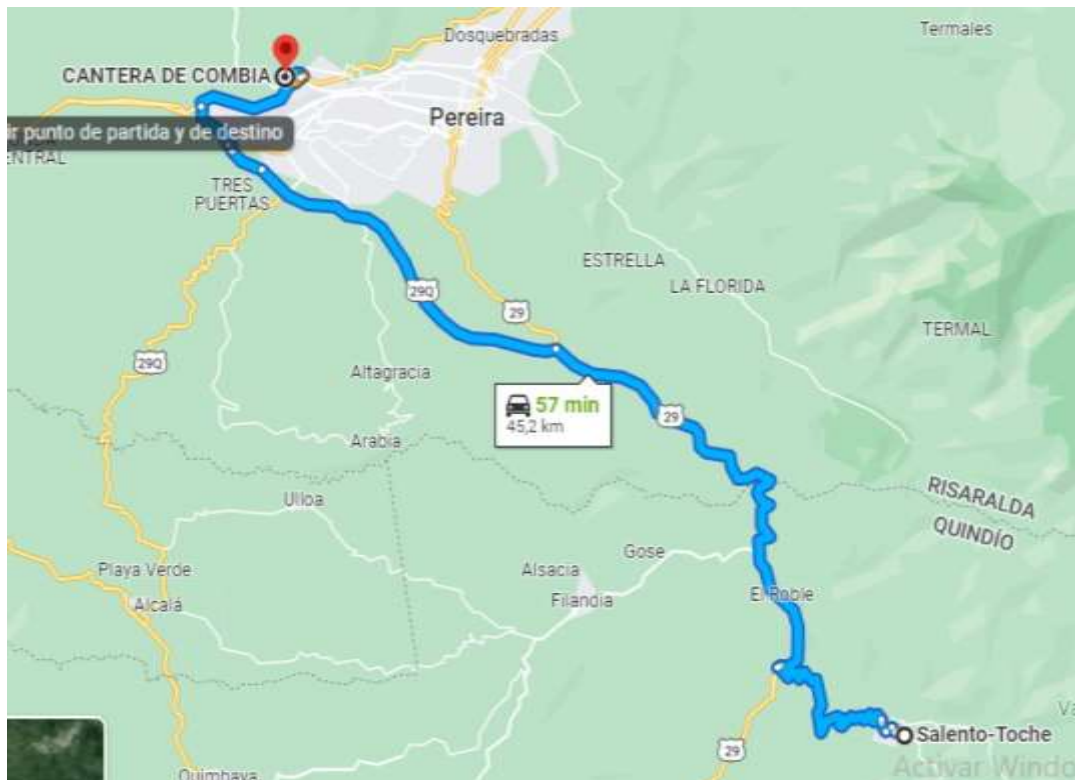 Termales
Dosquebradas
CANTERA DE COMBIA
Pereira
ir punto de partida y de destino
ENTRAL
TRES
PUERTAS
ESTRELLA
LA FLORIDA
29Q
29
TERMAL
29Q
Altagracia
57 min
45,2 km
29
Arabia
RISARALDA
Ulloa
QUINDÍO
Gose
Playa Verde
Alsacia
Alcalá
Filandia
El Roble
Salento-Toche
29
Quimbaya
Activar Windo